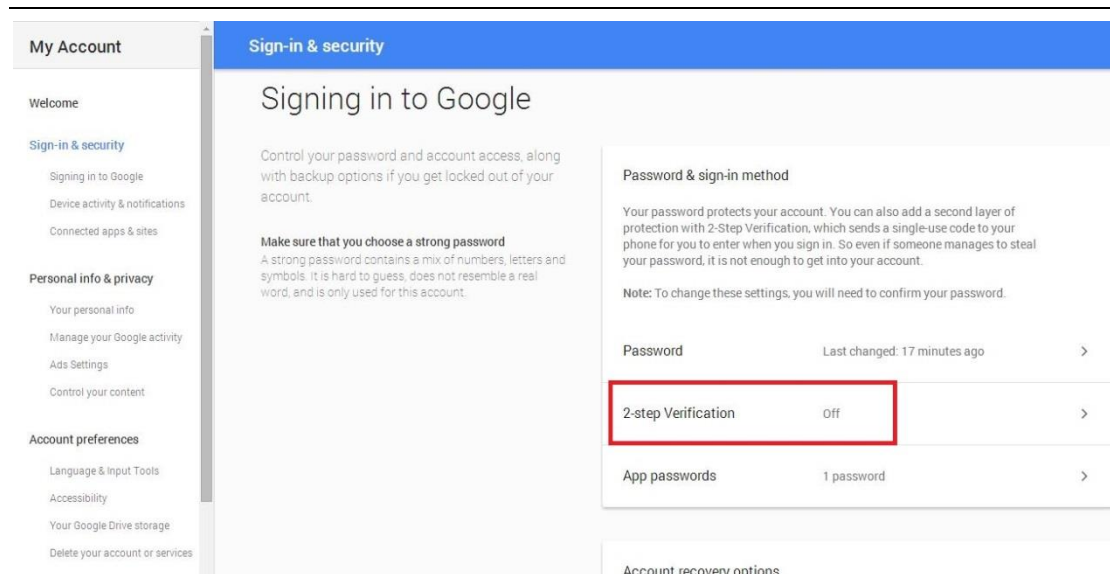 My Account
Welcome
Sign-in & security
Signing in to Google
Device activity & notifications
Connected apps & sites
Personal info & privacy
Your personal info
Manage your Google activity
Ads Settings
Control your content
Account preferences
Language & Input Tools
Accessibility
Your Google Drive storage
Delete your account or services
Sign-in & security
Signing in to Google
Control your password and account access, along
with backup options if you get locked out of your
account.
Make sure that you choose a strong password
A strong password contains a mix of numbers, letters and
symbols. It is hard to guess, does not resemble a real
word, and is only used for this account.
Password & sign-in method
Your password protects your account. You can also add a second layer of
protection with 2-Step Verification, which sends a single-use code to your
phone for you to enter when you sign in. So even if someone manages to steal
your password, it is not enough to get into your account.
Note: To change these settings, you will need to confirm your password.
Password Last changed: 17 minutes ago
2-step Verification Off
App passwords 1 password
Account recovery options